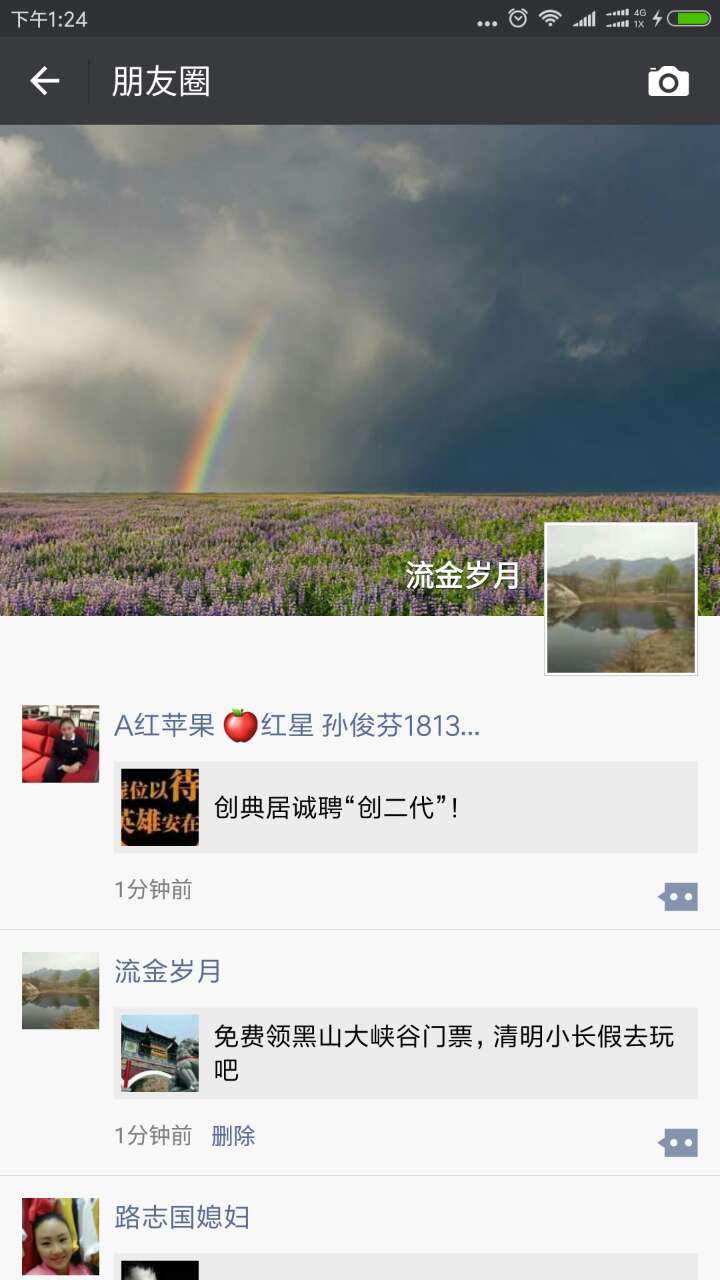 下午1:24
4G
1X
朋友圈
流金岁月
A红苹果 🍎红星 孙俊芬1813...
虚位以待
英雄安在
创典居诚聘“创二代”！
1分钟前
流金岁月
免费领黑山大峡谷门票，清明小长假去玩
吧
1分钟前 删除
路志国媳妇